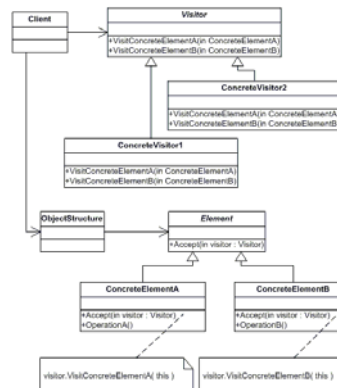 Client
Visitor
+VisitConcreteElementA(in ConcreteElementA)
+VisitConcreteElementB(in ConcreteElementB)
ConcreteVisitor2
+VisitConcreteElementA(in ConcreteElementA)
+VisitConcreteElementB(in ConcreteElementB)
ConcreteVisitor1
+VisitConcreteElementA(in ConcreteElementA)
+VisitConcreteElementB(in ConcreteElementB)
ObjectStructure
Element
+Accept(in visitor : Visitor)
ConcreteElementA
+Accept(in visitor : Visitor)
+OperationA()
ConcreteElementB
+Accept(in visitor : Visitor)
+OperationB()
visitor.VisitConcreteElementA( this )
visitor.VisitConcreteElementB( this )